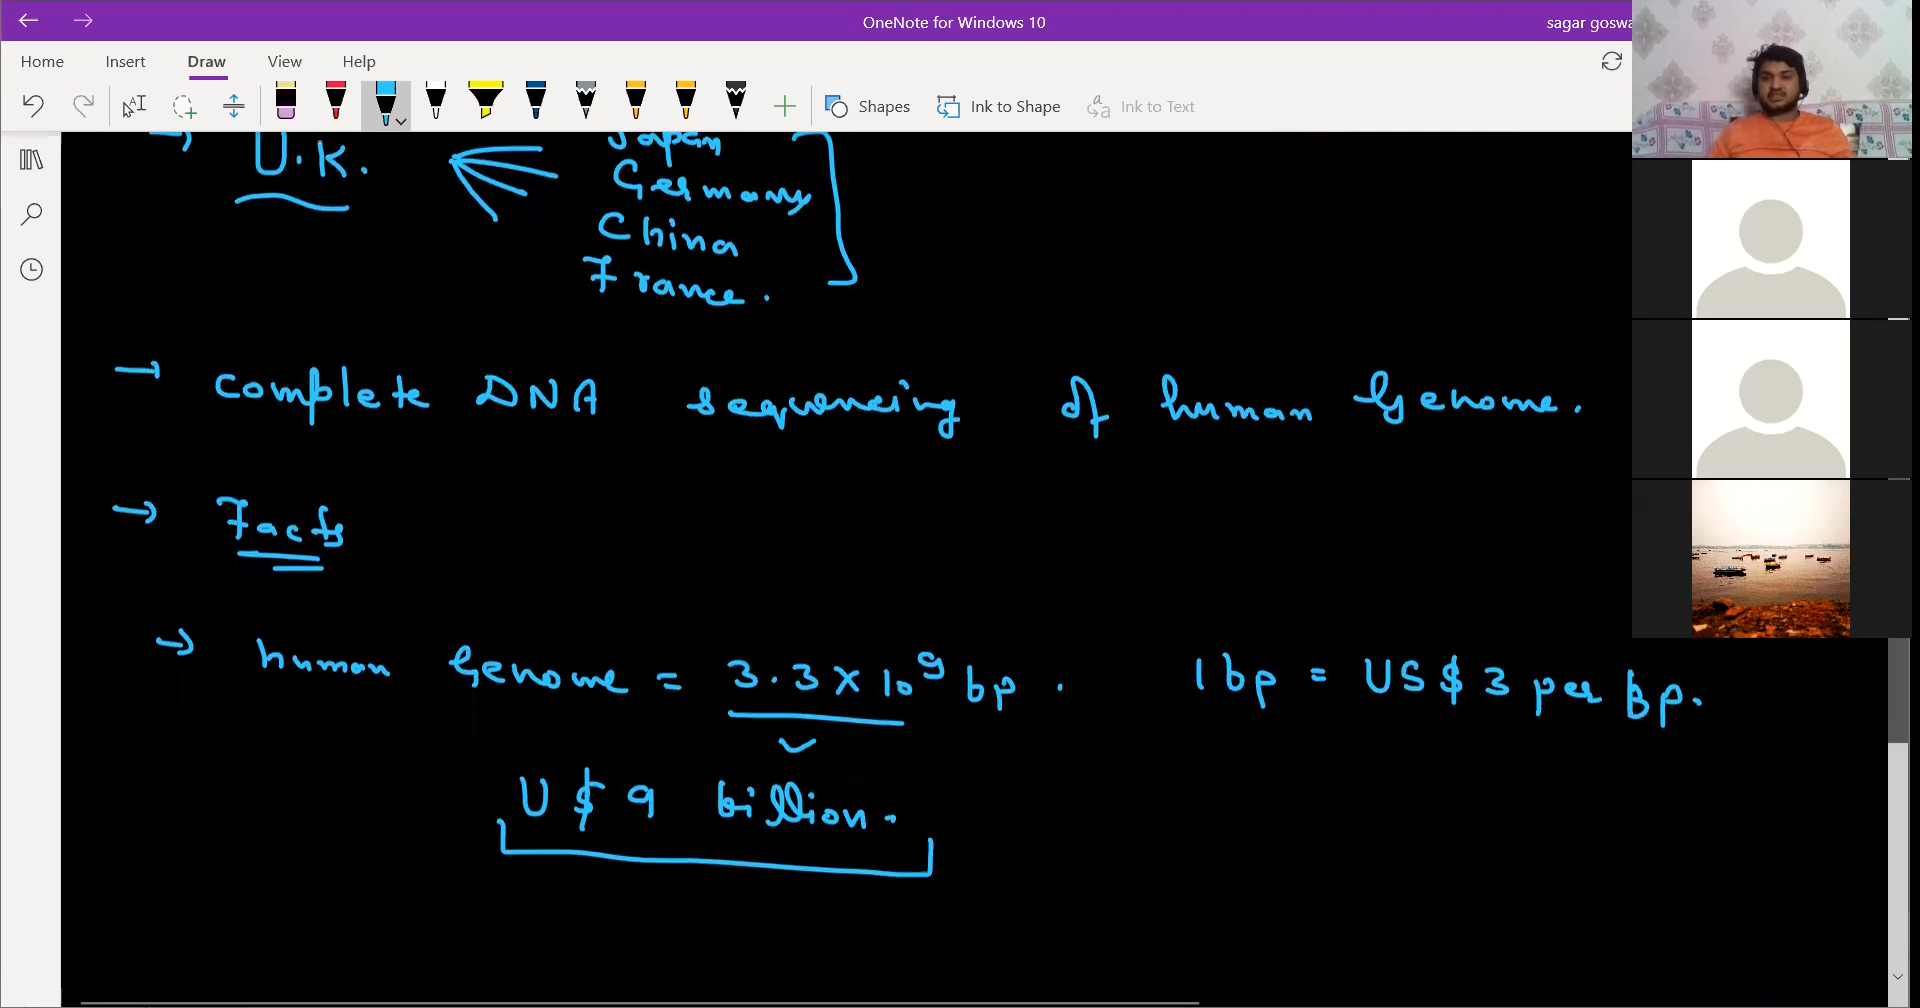 OneNote for Windows 10
sagar goswa
Home Insert Draw View Help
Shapes Ink to Shape Ink to Text
→ U.K.
Japan
Germany
China
France.
→ Complete DNA sequencing of human Genome.
→ Facts
→ human Genome = 3.3 × 10⁹ bp. 1 bp = US $ 3 per bp.
U $ 9 billion.